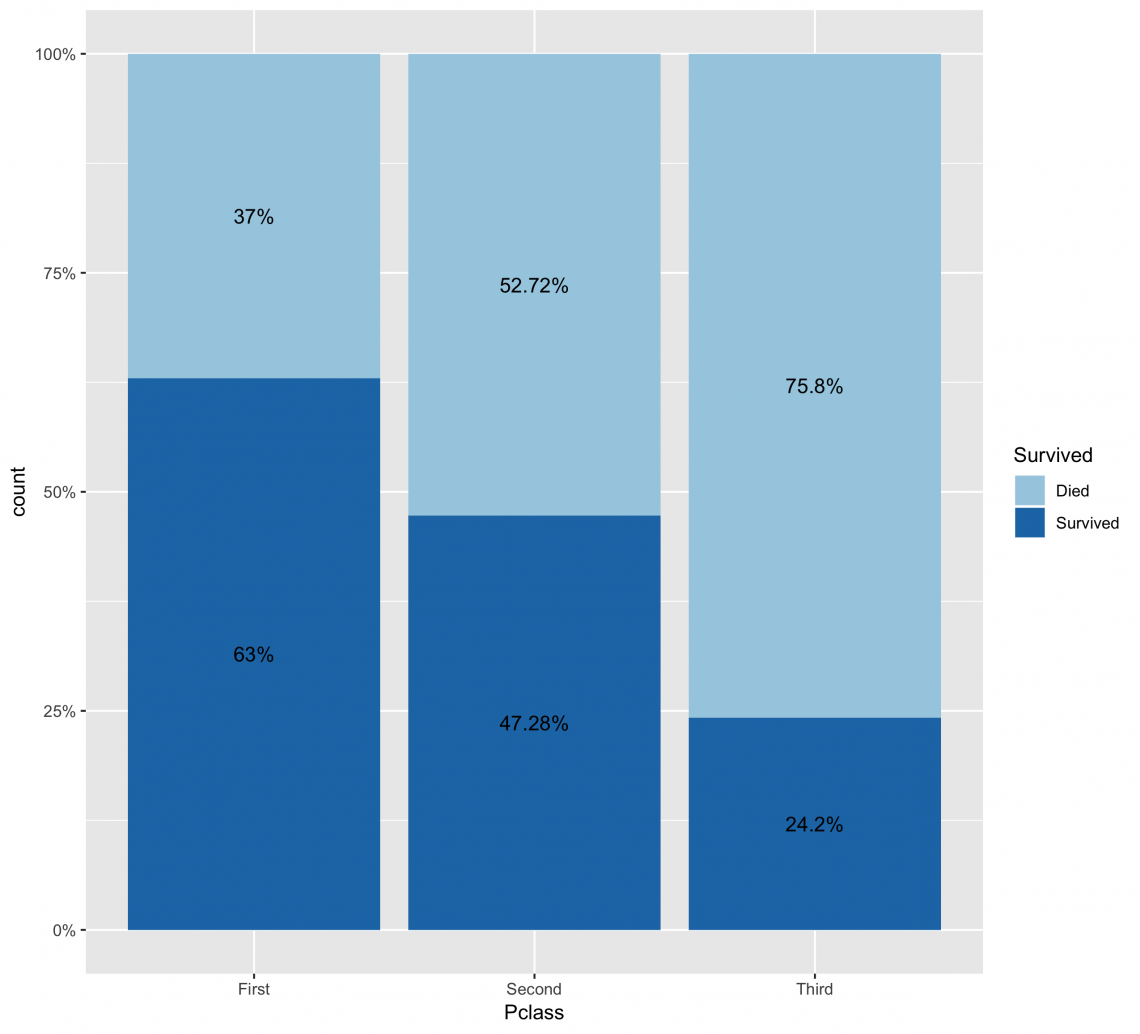 100%
37%
75%
52.72%
75.8%
Survived
Died
Survived
count
50%
63%
25%
47.28%
24.2%
0%
First
Second
Third
Pclass